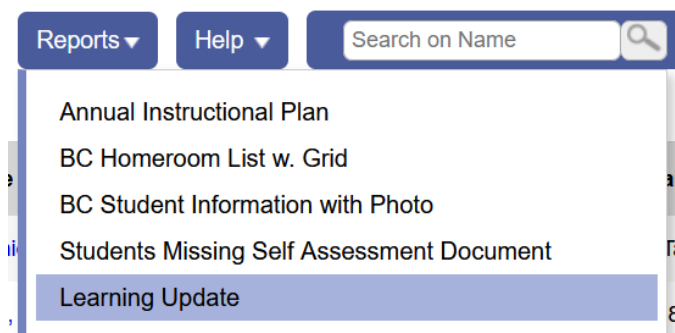 Reports▼ Help ▼ Search on Name
Annual Instructional Plan
BC Homeroom List w. Grid
BC Student Information with Photo
Students Missing Self Assessment Document
Learning Update